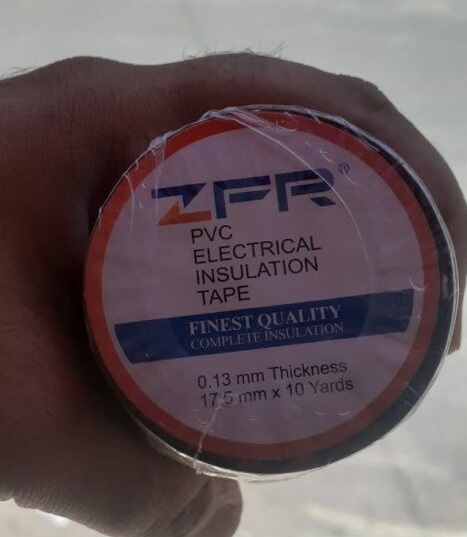 ZFR®
PVC
ELECTRICAL
INSULATION
TAPE
FINEST QUALITY
COMPLETE INSULATION
0.13 mm Thickness
17.5 mm x 10 Yards